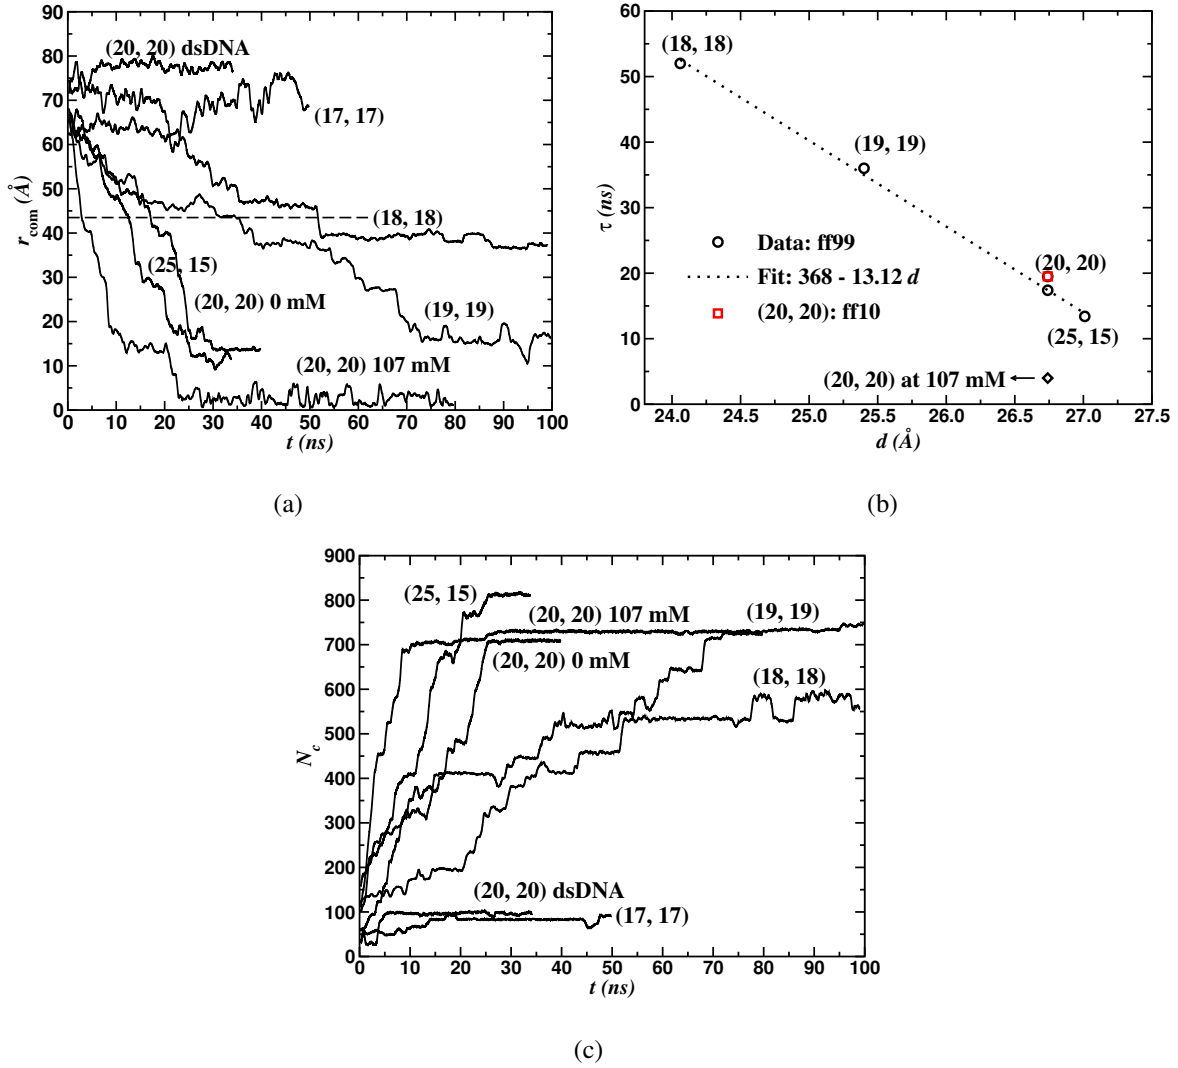 90
80
70
60
50
40
30
20
10
0
r_com (Å)
(20, 20) dsDNA
(17, 17)
(18, 18)
(25, 15)
(20, 20) 0 mM
(19, 19)
(20, 20) 107 mM
0 10 20 30 40 50 60 70 80 90 100
t (ns)
(a)
60
50
40
30
20
10
0
τ (ns)
(18, 18)
(19, 19)
Data: ff99
Fit: 368 - 13.12 d
(20, 20): ff10
(20, 20)
(25, 15)
(20, 20) at 107 mM
24.0 24.5 25.0 25.5 26.0 26.5 27.0 27.5
d (Å)
(b)
900
800
700
600
500
400
300
200
100
0
N_c
(25, 15)
(20, 20) 107 mM
(19, 19)
(20, 20) 0 mM
(18, 18)
(20, 20) dsDNA
(17, 17)
0 10 20 30 40 50 60 70 80 90 100
t (ns)
(c)